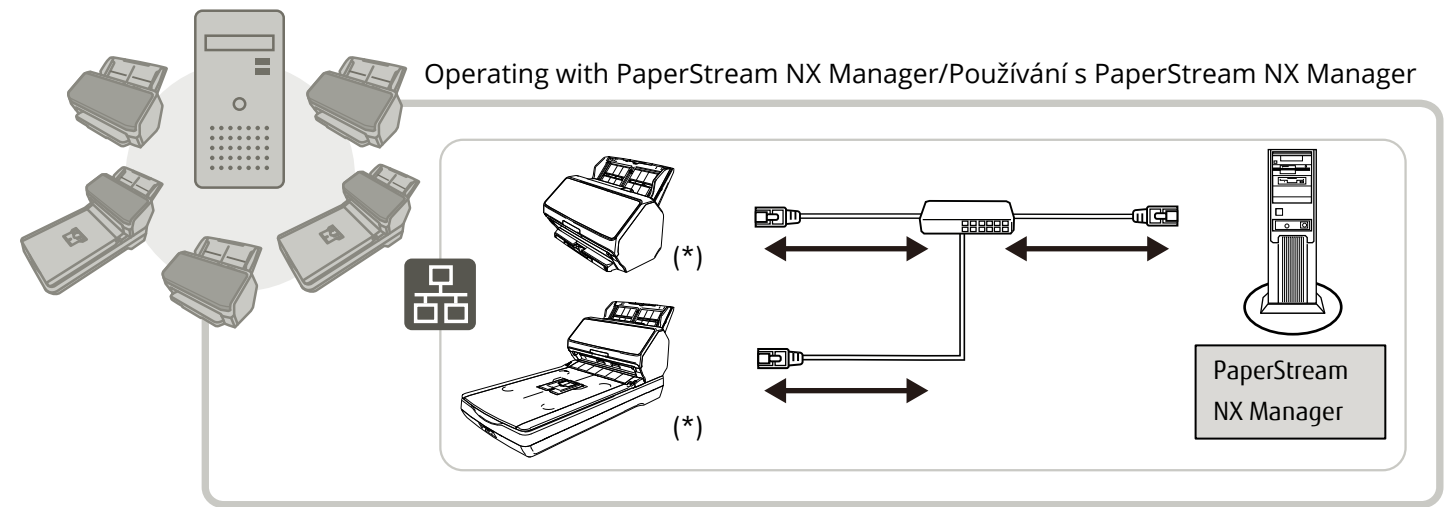 Operating with PaperStream NX Manager/Používání s PaperStream NX Manager
(*)
(*)
PaperStream
NX Manager